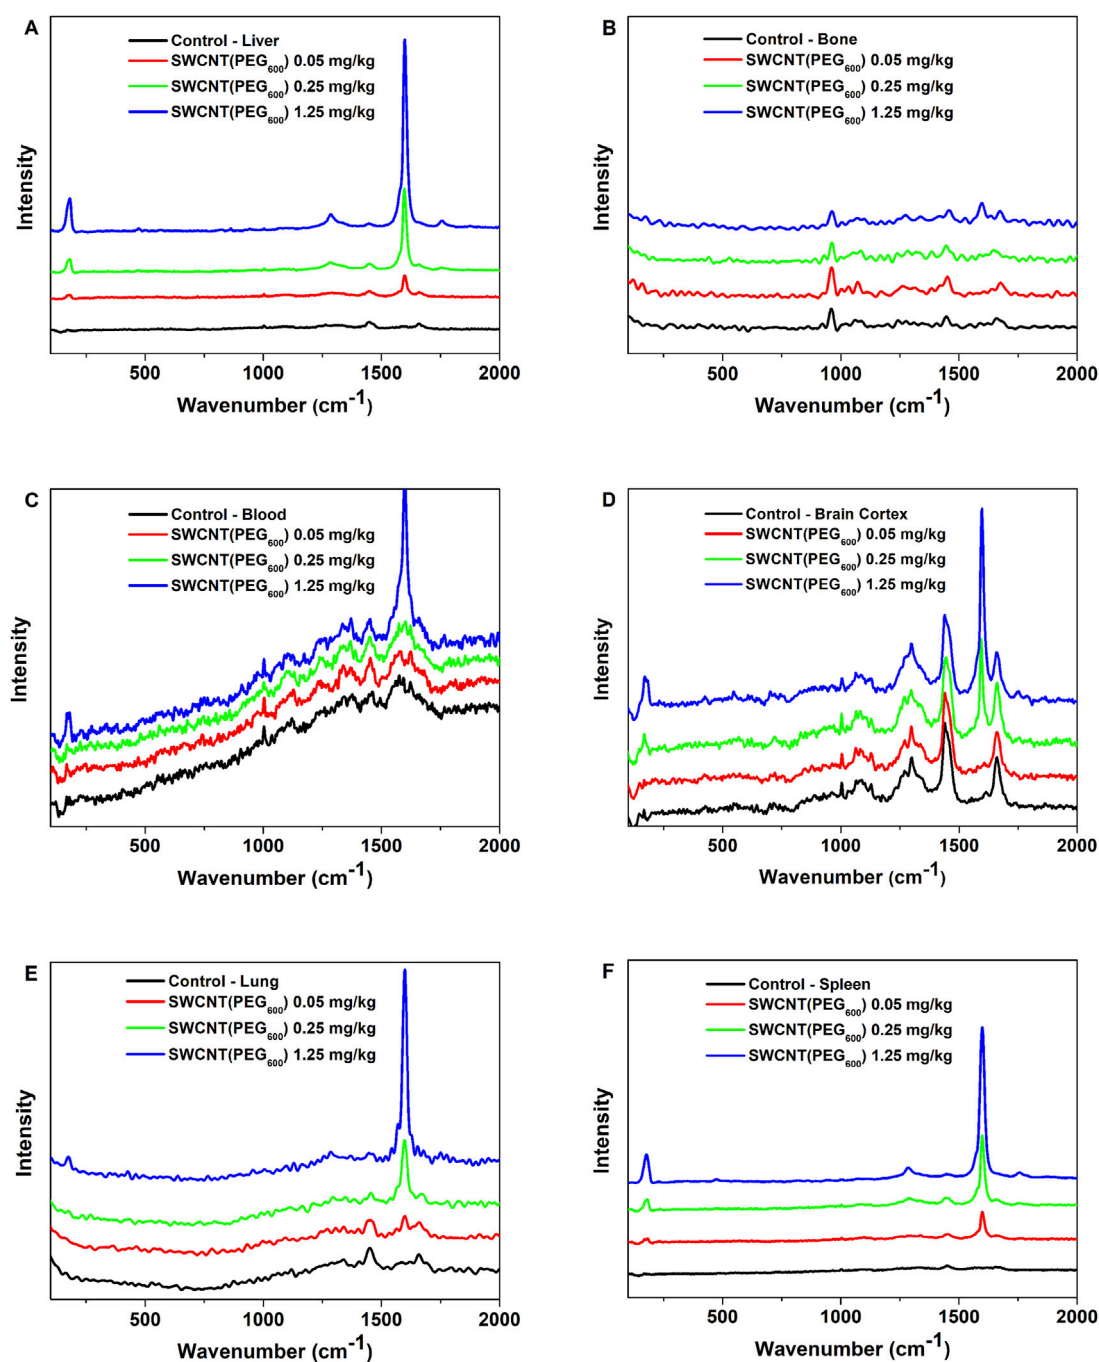 A
Control - Liver
SWCNT(PEG₆₀₀) 0.05 mg/kg
SWCNT(PEG₆₀₀) 0.25 mg/kg
SWCNT(PEG₆₀₀) 1.25 mg/kg
Intensity
500 1000 1500 2000
Wavenumber (cm⁻¹)
B
Control - Bone
SWCNT(PEG₆₀₀) 0.05 mg/kg
SWCNT(PEG₆₀₀) 0.25 mg/kg
SWCNT(PEG₆₀₀) 1.25 mg/kg
Intensity
500 1000 1500 2000
Wavenumber (cm⁻¹)
C
Control - Blood
SWCNT(PEG₆₀₀) 0.05 mg/kg
SWCNT(PEG₆₀₀) 0.25 mg/kg
SWCNT(PEG₆₀₀) 1.25 mg/kg
Intensity
500 1000 1500 2000
Wavenumber (cm⁻¹)
D
Control - Brain Cortex
SWCNT(PEG₆₀₀) 0.05 mg/kg
SWCNT(PEG₆₀₀) 0.25 mg/kg
SWCNT(PEG₆₀₀) 1.25 mg/kg
Intensity
500 1000 1500 2000
Wavenumber (cm⁻¹)
E
Control - Lung
SWCNT(PEG₆₀₀) 0.05 mg/kg
SWCNT(PEG₆₀₀) 0.25 mg/kg
SWCNT(PEG₆₀₀) 1.25 mg/kg
Intensity
500 1000 1500 2000
Wavenumber (cm⁻¹)
F
Control - Spleen
SWCNT(PEG₆₀₀) 0.05 mg/kg
SWCNT(PEG₆₀₀) 0.25 mg/kg
SWCNT(PEG₆₀₀) 1.25 mg/kg
Intensity
500 1000 1500 2000
Wavenumber (cm⁻¹)